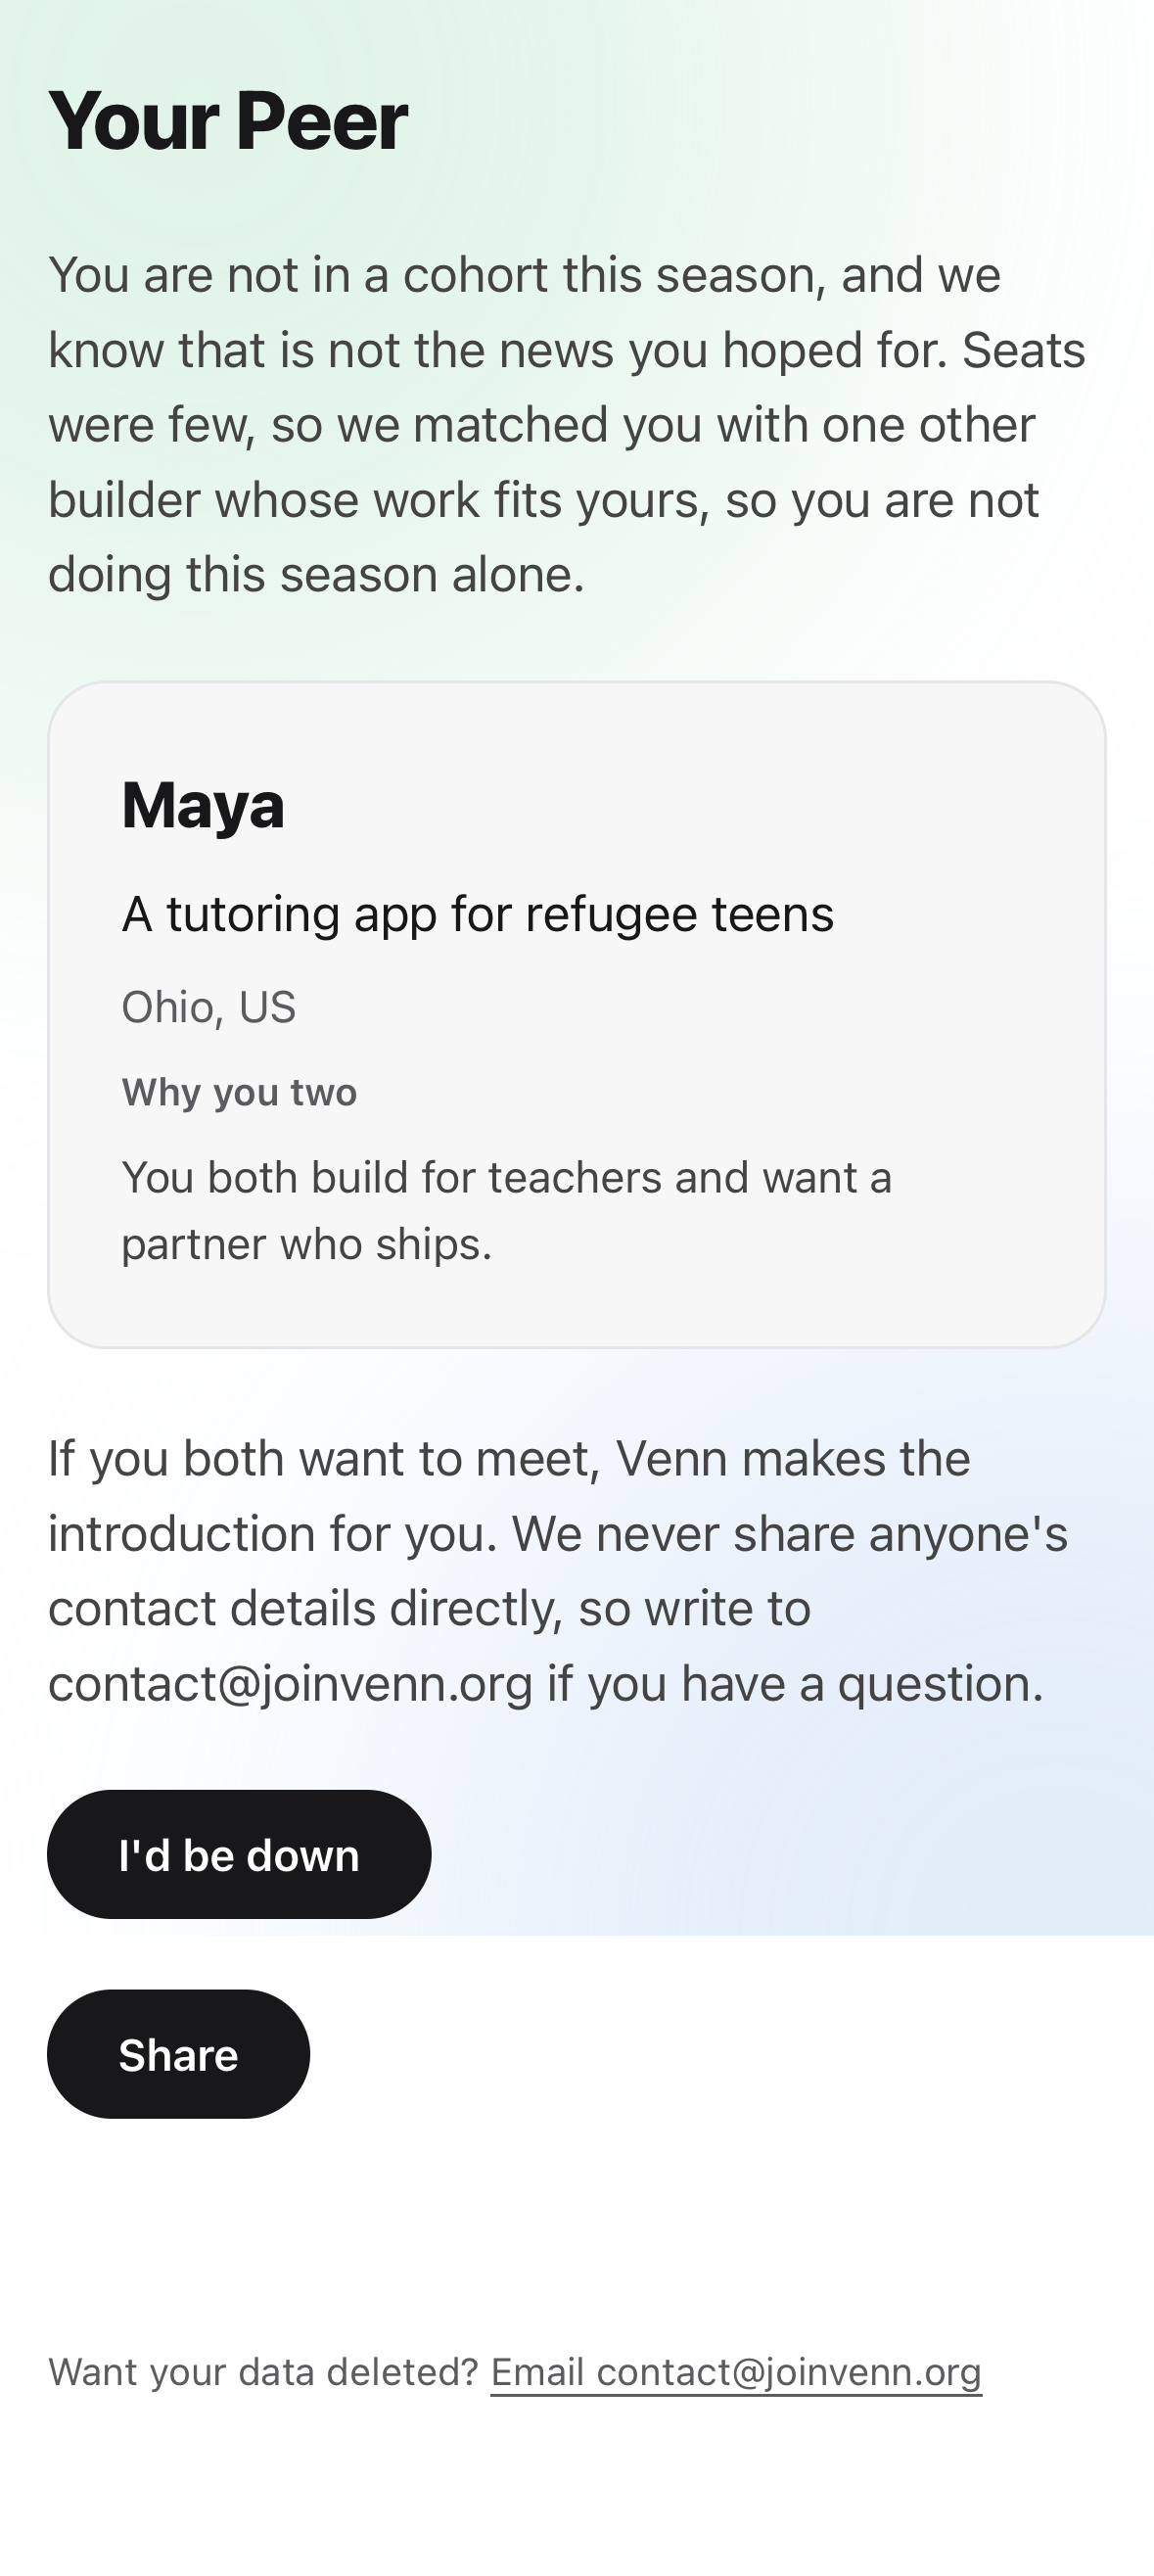 Your Peer
You are not in a cohort this season, and we
know that is not the news you hoped for. Seats
were few, so we matched you with one other
builder whose work fits yours, so you are not
doing this season alone.
Maya
A tutoring app for refugee teens
Ohio, US
Why you two
You both build for teachers and want a
partner who ships.
If you both want to meet, Venn makes the
introduction for you. We never share anyone's
contact details directly, so write to
contact@joinvenn.org if you have a question.
I'd be down
Share
Want your data deleted? Email contact@joinvenn.org